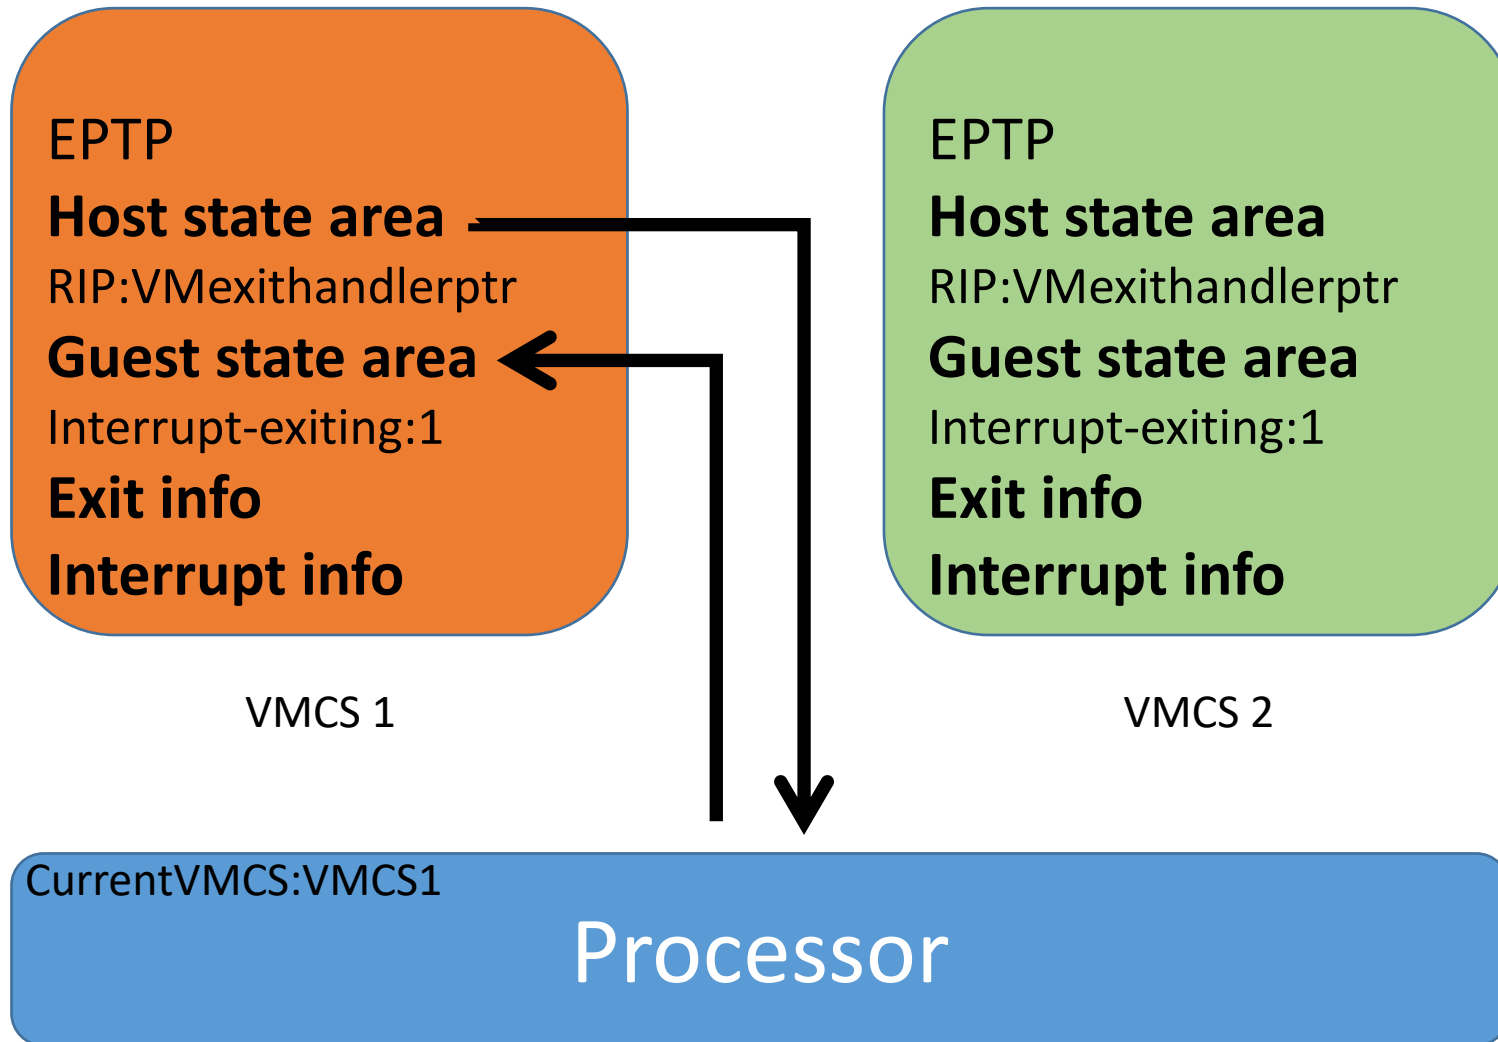 EPTP
Host state area
RIP:VMexithandlerptr
Guest state area
Interrupt-exiting:1
Exit info
Interrupt info
VMCS 1
EPTP
Host state area
RIP:VMexithandlerptr
Guest state area
Interrupt-exiting:1
Exit info
Interrupt info
VMCS 2
CurrentVMCS:VMCS1
Processor